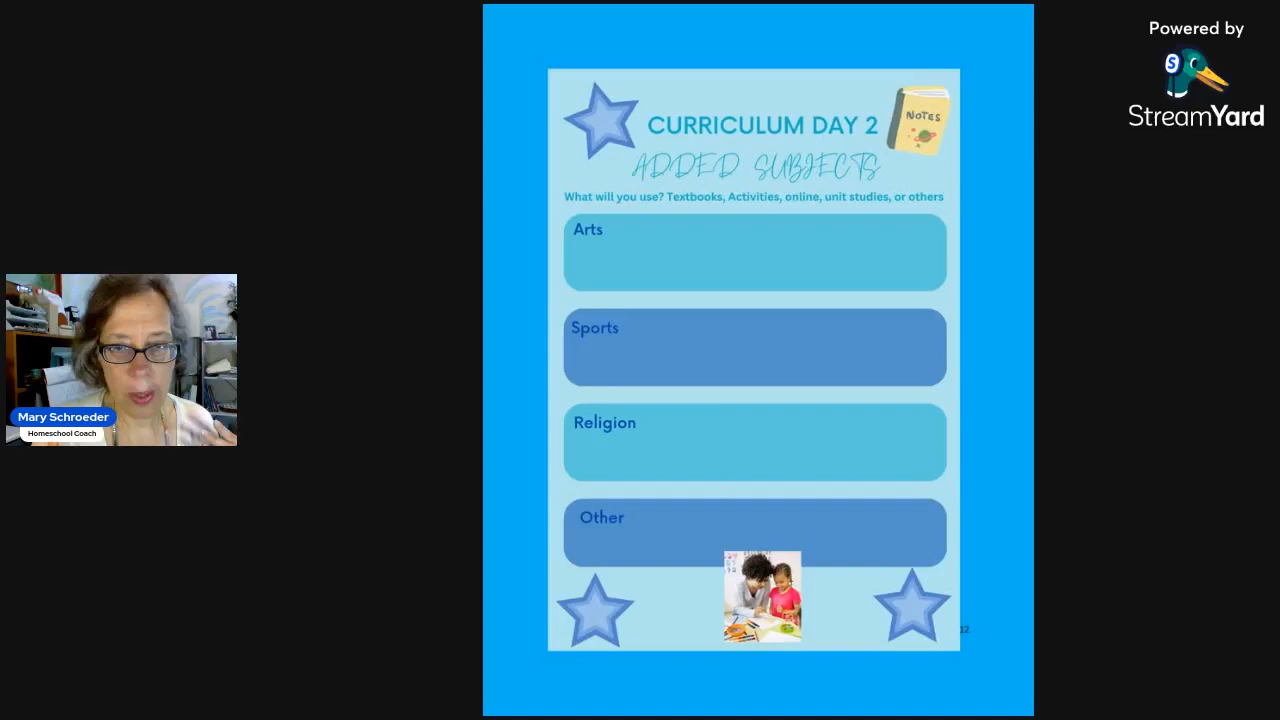 Powered by
S
StreamYard
CURRICULUM DAY 2
NOTES
ADDED SUBJECTS
What will you use? Textbooks, Activities, online, unit studies, or others
Arts
Sports
Religion
Other
12
Mary Schroeder
Homeschool Coach